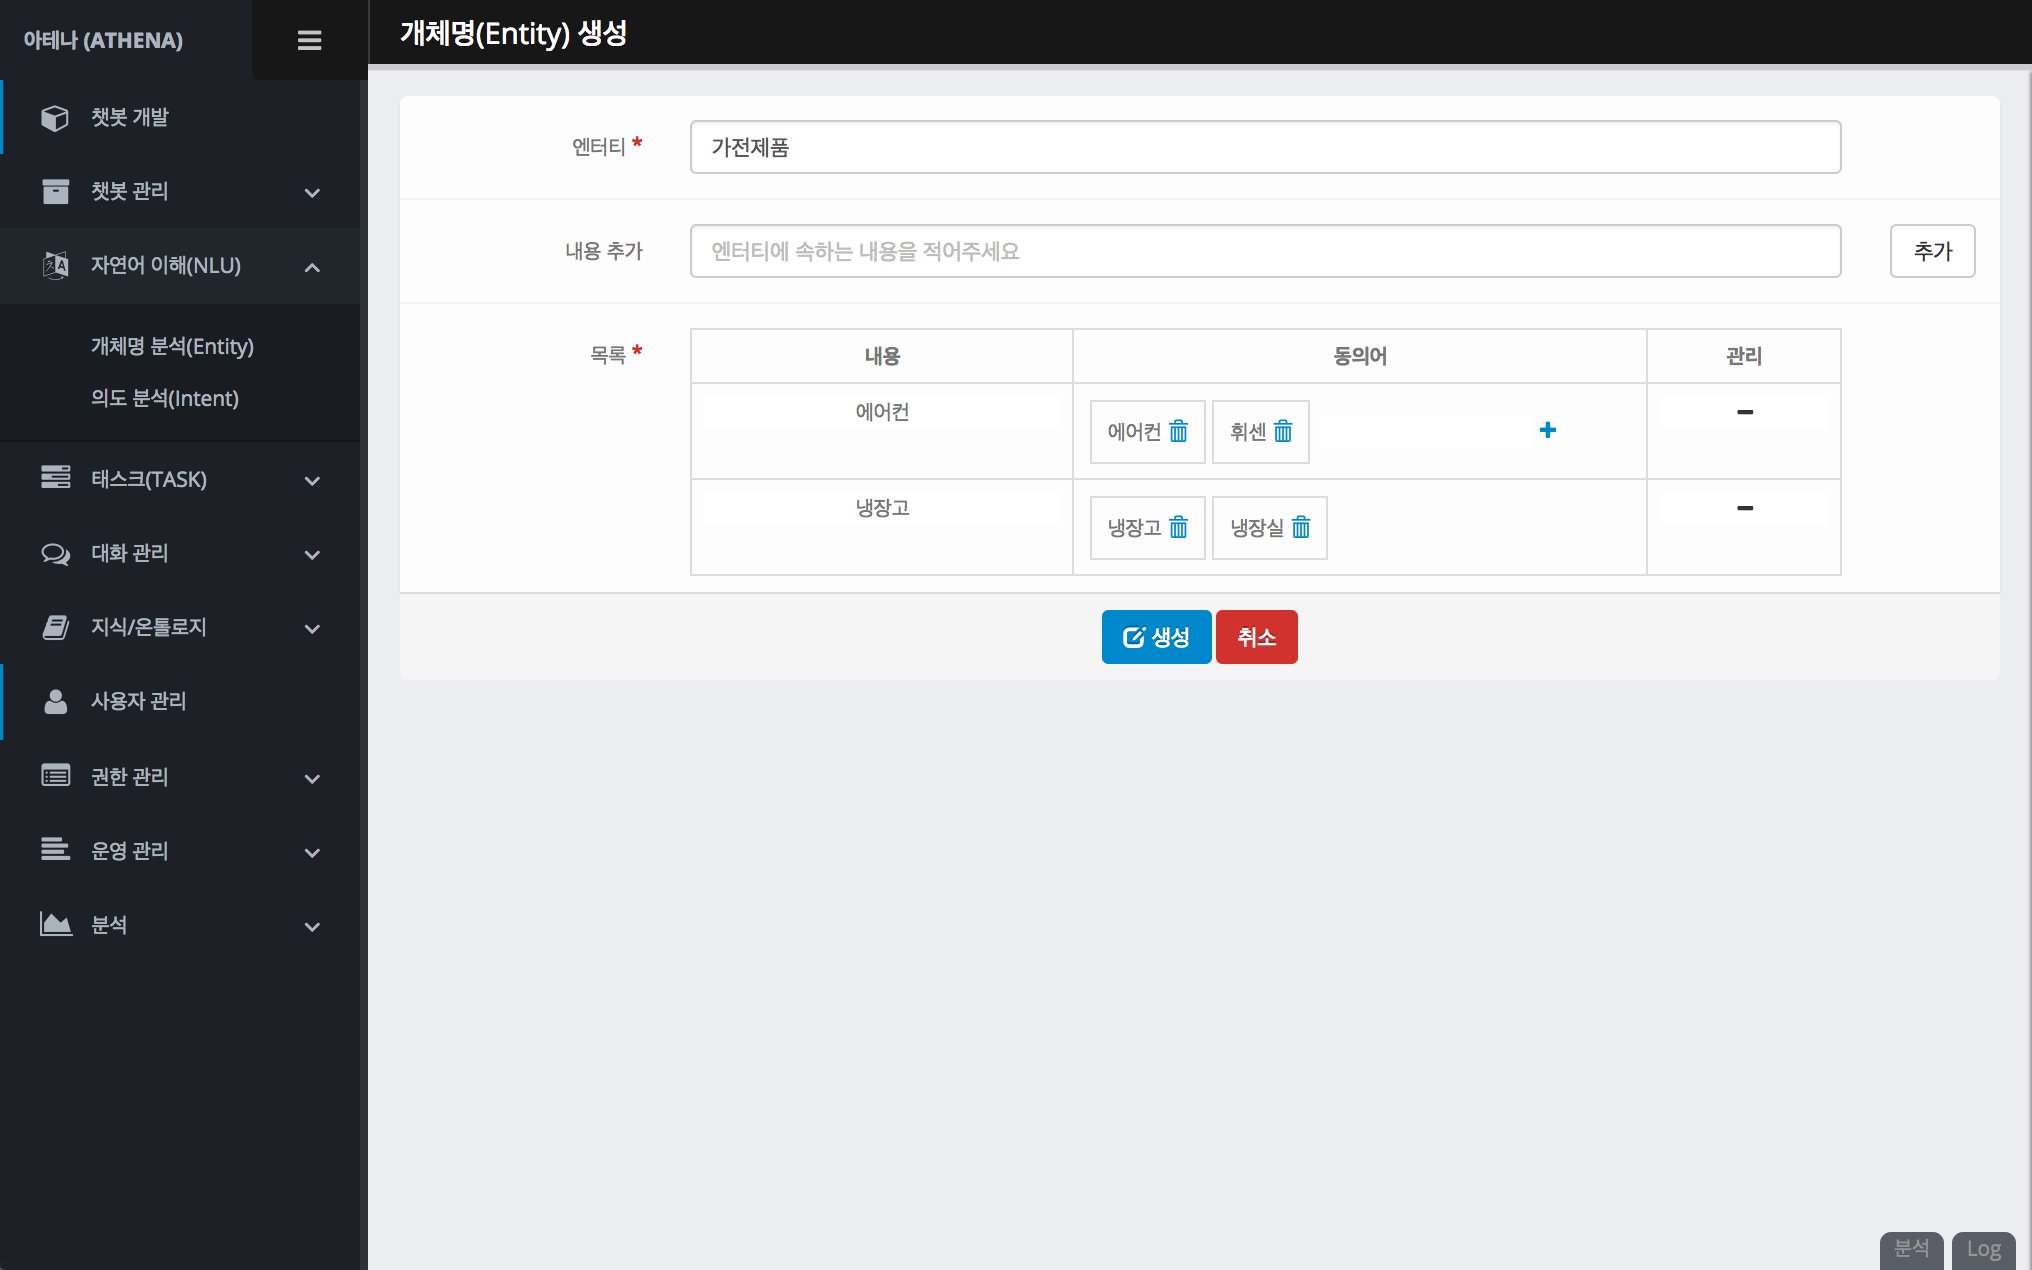 아테나 (ATHENA)
챗봇 개발
챗봇 관리
자연어 이해(NLU)
개체명 분석(Entity)
의도 분석(Intent)
태스크(TASK)
대화 관리
지식/온톨로지
사용자 관리
권한 관리
운영 관리
분석
개체명(Entity) 생성
엔터티 *
가전제품
내용 추가
엔터티에 속하는 내용을 적어주세요
추가
목록 *
내용 동의어 관리
에어컨 에어컨 휘센
냉장고 냉장고 냉장실
생성 취소
분석 Log